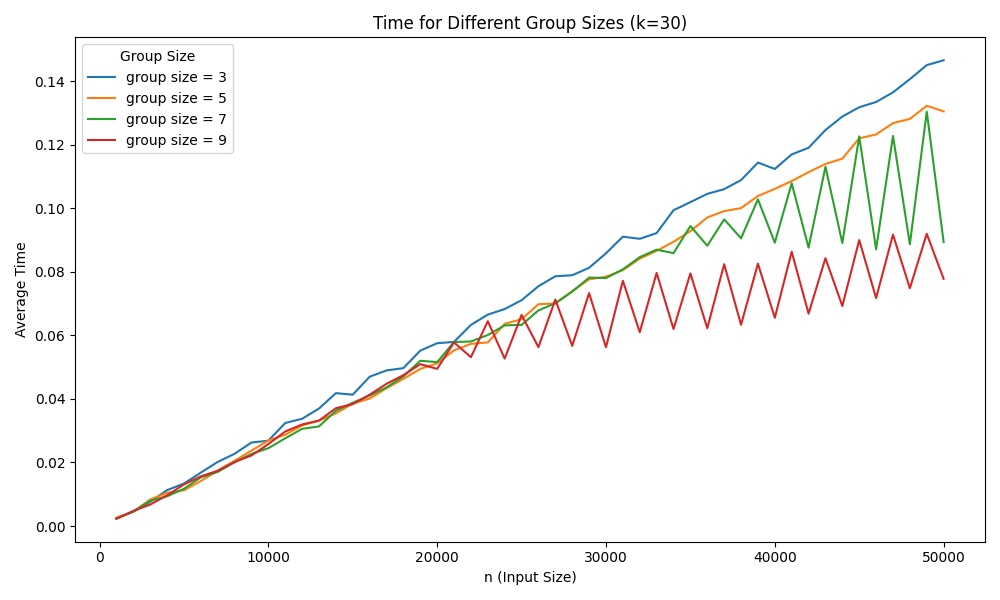 Time for Different Group Sizes (k=30)
Group Size
group size = 3
group size = 5
group size = 7
group size = 9
Average Time
0.14
0.12
0.10
0.08
0.06
0.04
0.02
0.00
0
10000
20000
30000
40000
50000
n (Input Size)